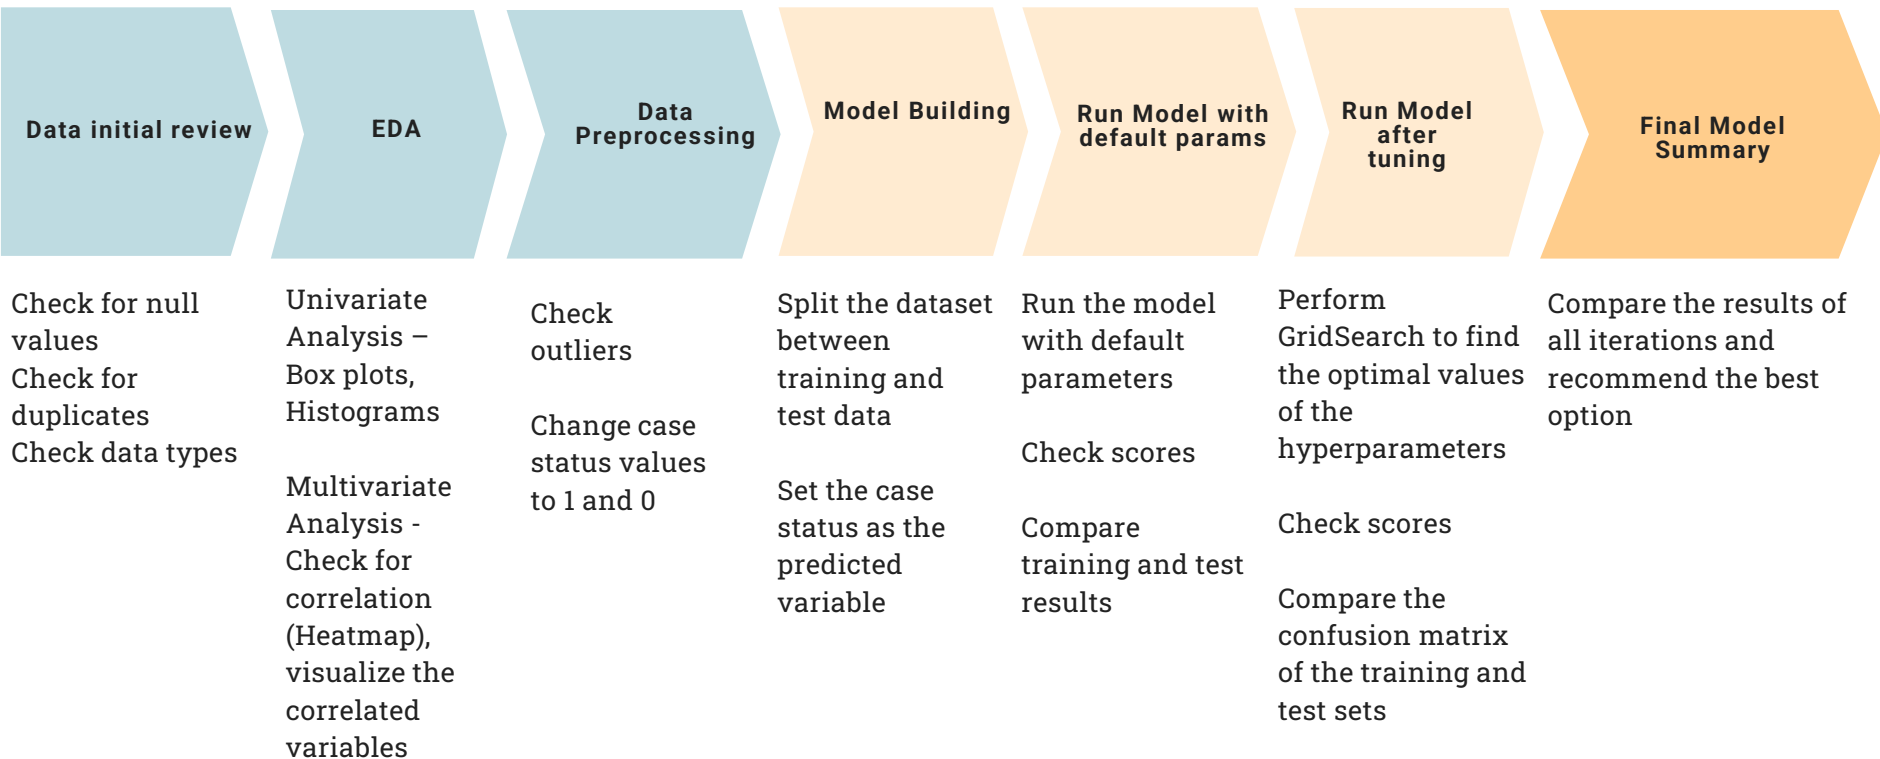 Data initial review
EDA
Data
Preprocessing
Model Building
Run Model with
default params
Run Model
after
tuning
Final Model
Summary
Check for null
values
Check for
duplicates
Check data types
Univariate
Analysis –
Box plots,
Histograms
Multivariate
Analysis -
Check for
correlation
(Heatmap),
visualize the
correlated
variables
Check
outliers
Change case
status values
to 1 and 0
Split the dataset
between
training and
test data
Set the case
status as the
predicted
variable
Run the model
with default
parameters
Check scores
Compare
training and test
results
Perform
GridSearch to find
the optimal values
of the
hyperparameters
Check scores
Compare the
confusion matrix
of the training and
test sets
Compare the results of
all iterations and
recommend the best
option